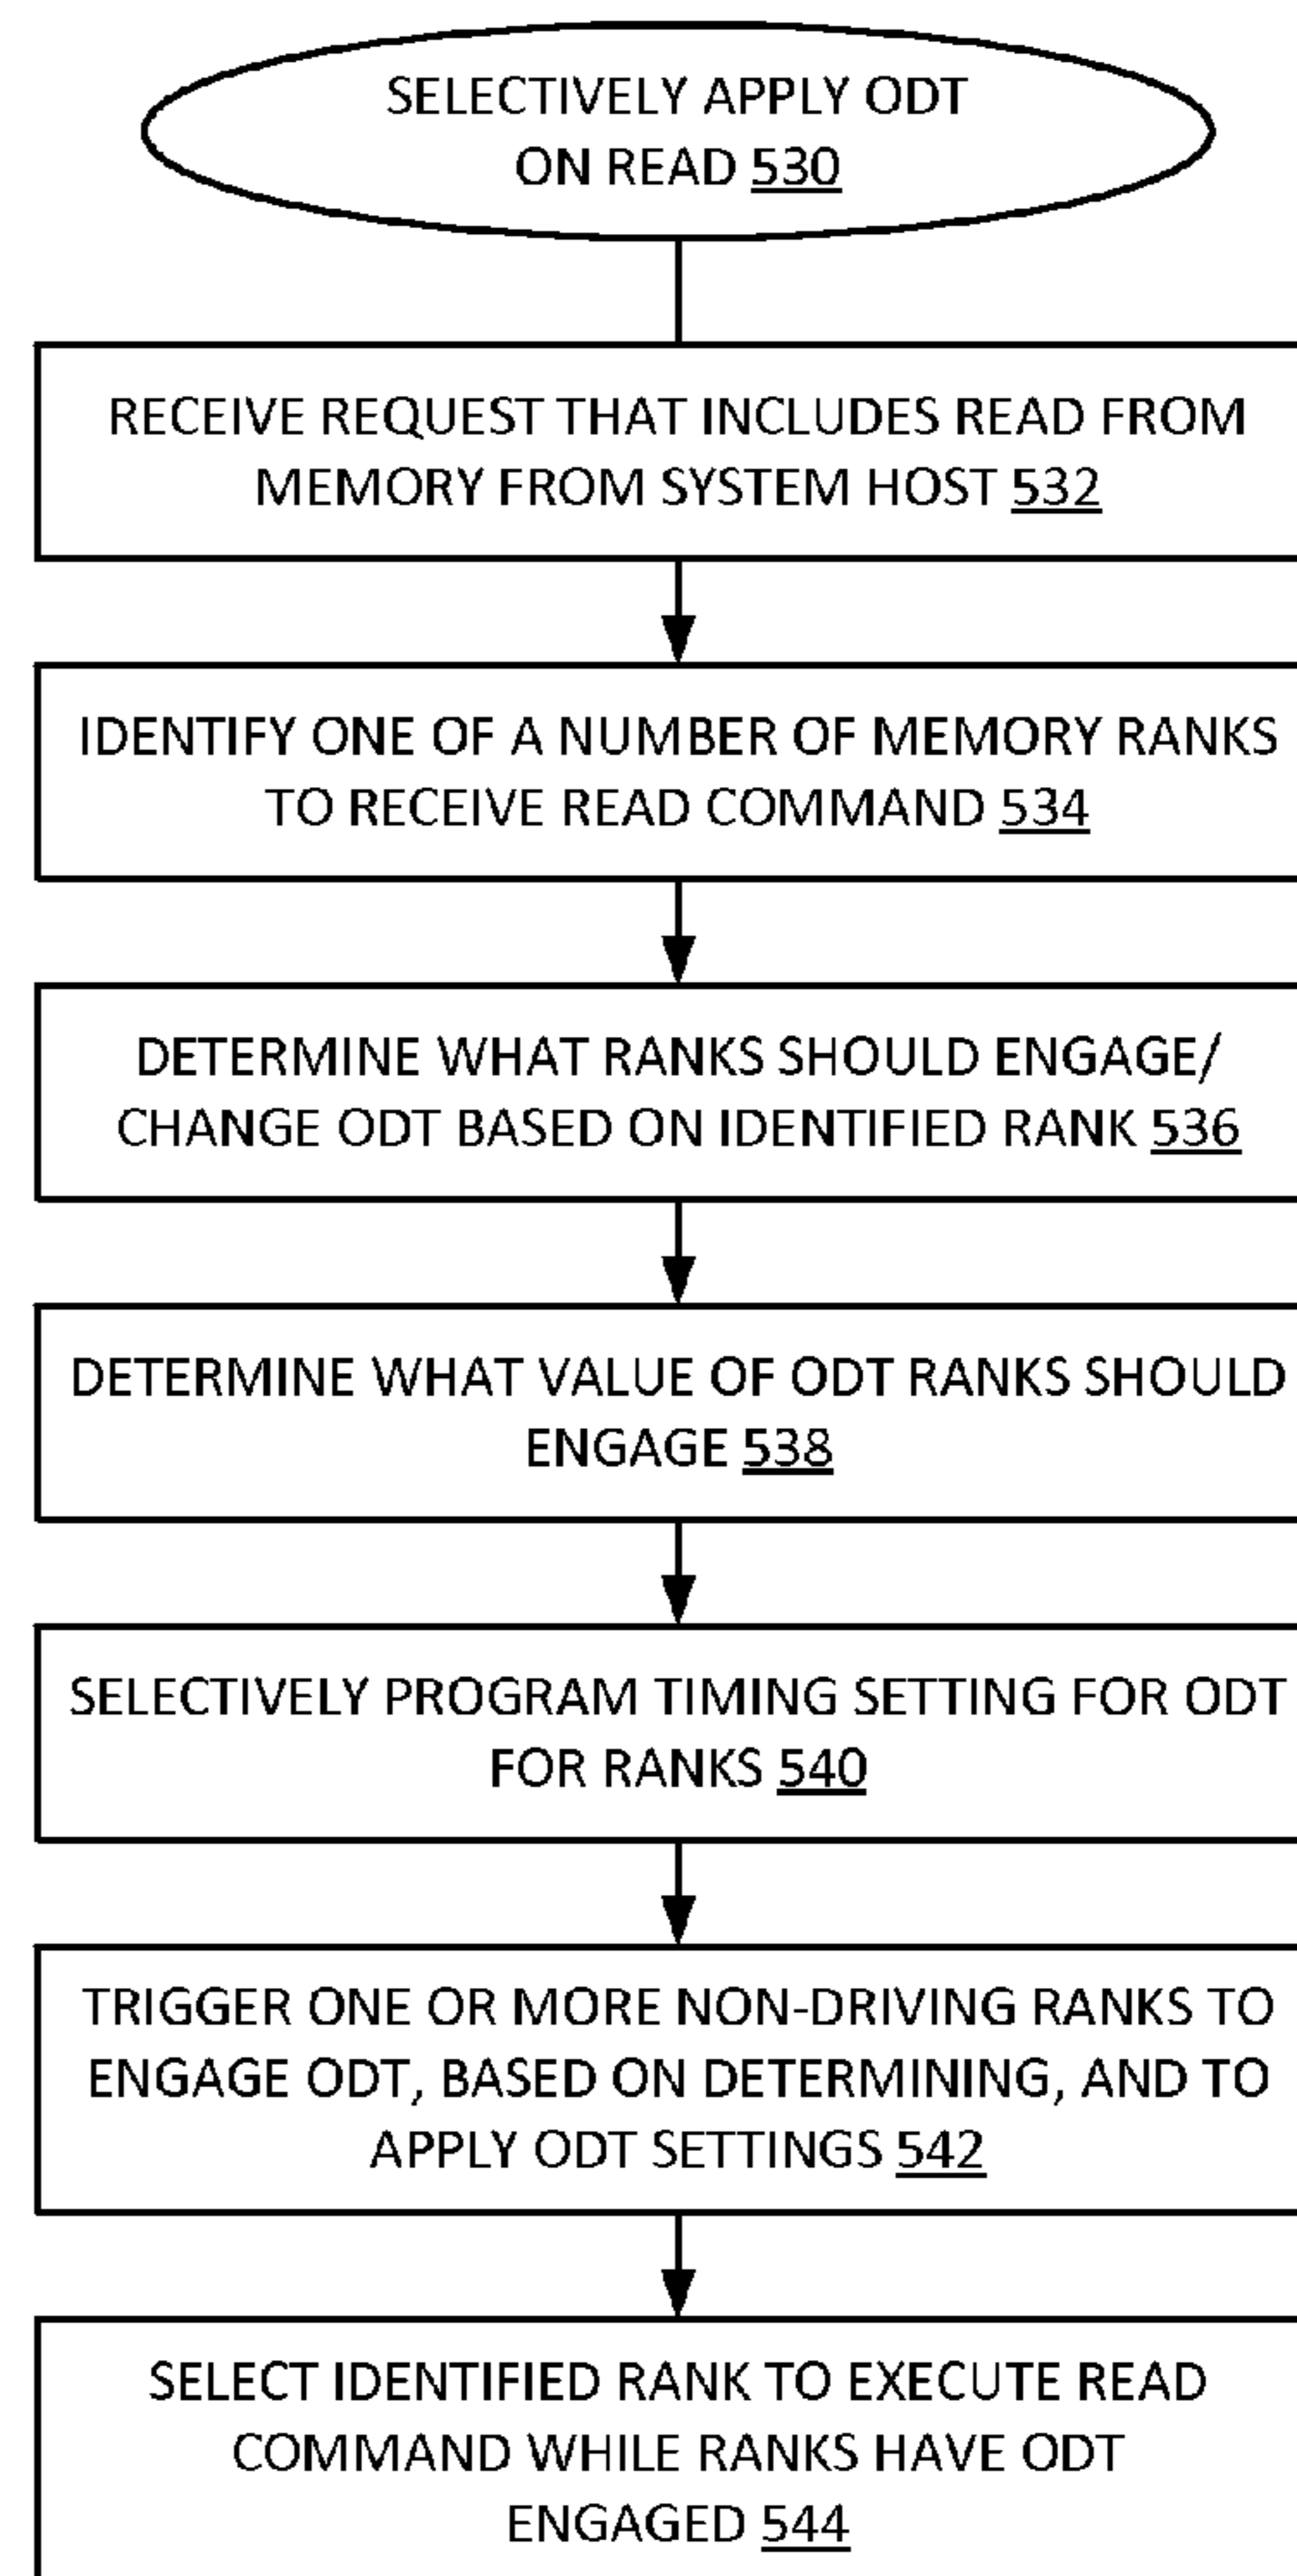 SELECTIVELY APPLY ODT
ON READ 530
RECEIVE REQUEST THAT INCLUDES READ FROM
MEMORY FROM SYSTEM HOST 532
IDENTIFY ONE OF A NUMBER OF MEMORY RANKS
TO RECEIVE READ COMMAND 534
DETERMINE WHAT RANKS SHOULD ENGAGE/
CHANGE ODT BASED ON IDENTIFIED RANK 536
DETERMINE WHAT VALUE OF ODT RANKS SHOULD
ENGAGE 538
SELECTIVELY PROGRAM TIMING SETTING FOR ODT
FOR RANKS 540
TRIGGER ONE OR MORE NON-DRIVING RANKS TO
ENGAGE ODT, BASED ON DETERMINING, AND TO
APPLY ODT SETTINGS 542
SELECT IDENTIFIED RANK TO EXECUTE READ
COMMAND WHILE RANKS HAVE ODT
ENGAGED 544